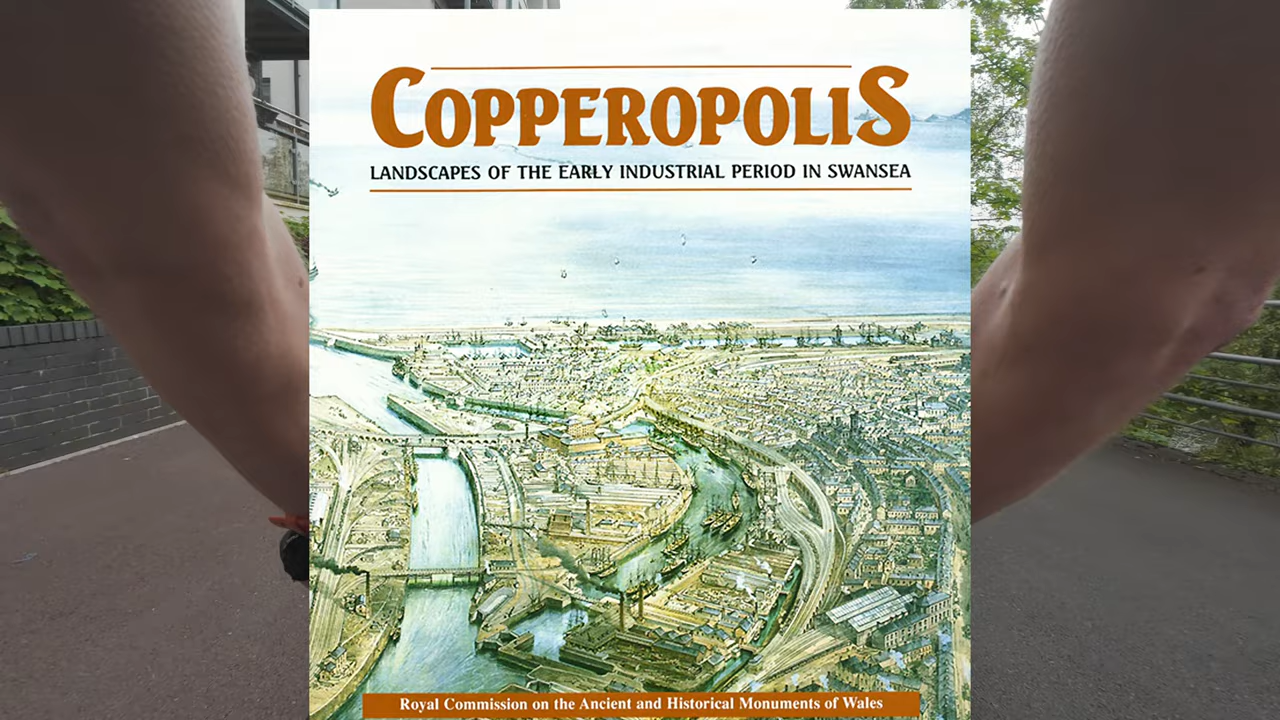 COPPEROPOLIS
LANDSCAPES OF THE EARLY INDUSTRIAL PERIOD IN SWANSEA
Royal Commission on the Ancient and Historical Monuments of Wales